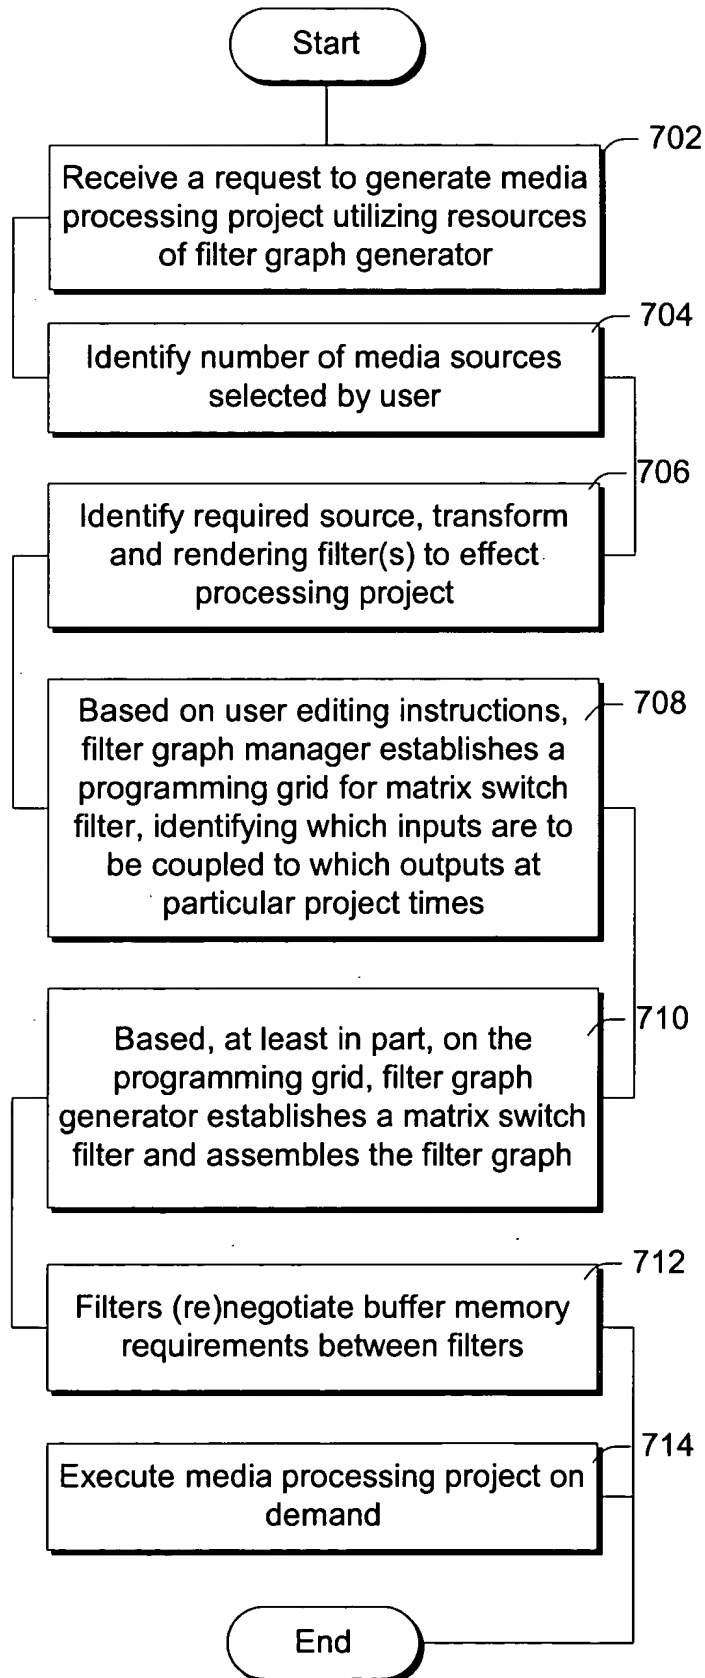 Start
702
Receive a request to generate media
processing project utilizing resources
of filter graph generator
704
Identify number of media sources
selected by user
706
Identify required source, transform
and rendering filter(s) to effect
processing project
708
Based on user editing instructions,
filter graph manager establishes a
programming grid for matrix switch
filter, identifying which inputs are to
be coupled to which outputs at
particular project times
710
Based, at least in part, on the
programming grid, filter graph
generator establishes a matrix switch
filter and assembles the filter graph
712
Filters (re)negotiate buffer memory
requirements between filters
714
Execute media processing project on
demand
End